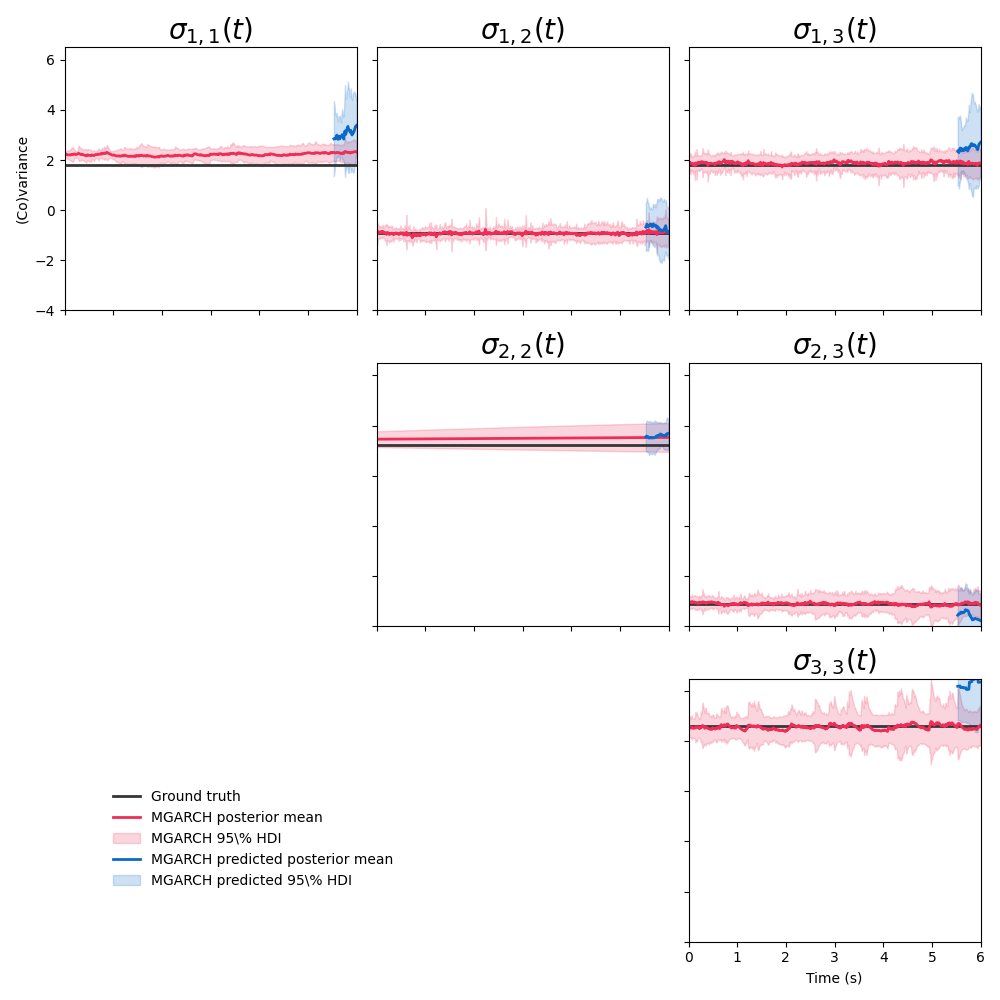 σ₁,₁(t) σ₁,₂(t) σ₁,₃(t)
6
4
2
0
−2
−4
(Co)variance
σ₂,₂(t) σ₂,₃(t)
σ₃,₃(t)
Ground truth
MGARCH posterior mean
MGARCH 95\% HDI
MGARCH predicted posterior mean
MGARCH predicted 95\% HDI
0 1 2 3 4 5 6
Time (s)